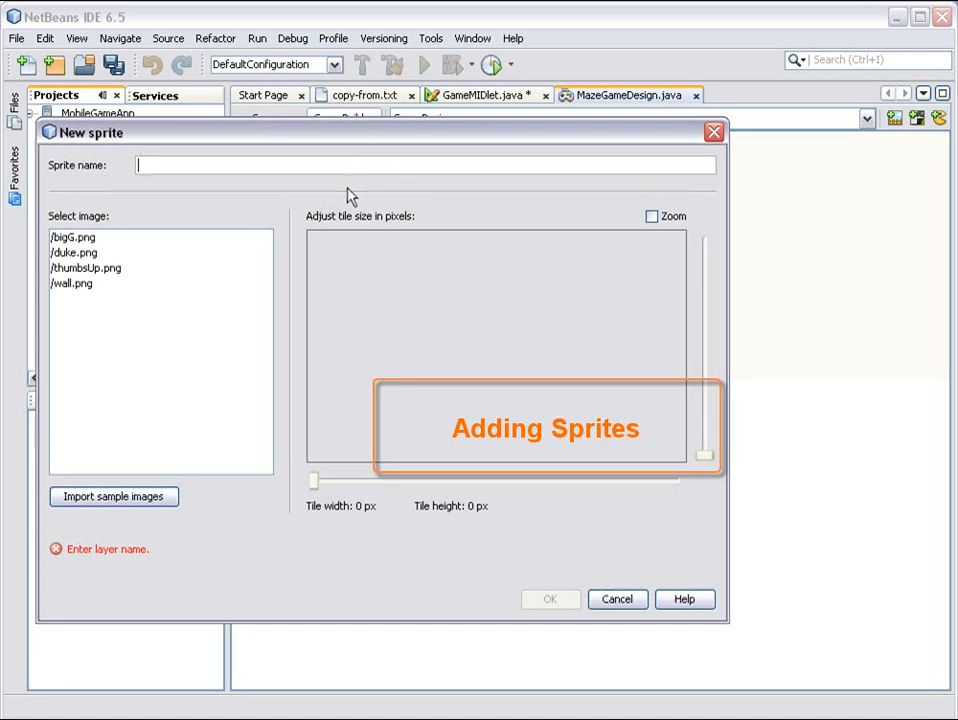 NetBeans IDE 6.5
File Edit View Navigate Source Refactor Run Debug Profile Versioning Tools Window Help
DefaultConfiguration
Search (Ctrl+I)
Files
Favorites
Projects
Services
Start Page
copy-from.txt
GameMIDlet.java *
MazeGameDesign.java
MobileGameApp
New sprite
Sprite name:
Select image:
Adjust tile size in pixels:
Zoom
/bigG.png
/duke.png
/thumbsUp.png
/wall.png
Adding Sprites
Import sample images
Tile width: 0 px
Tile height: 0 px
Enter layer name.
OK
Cancel
Help